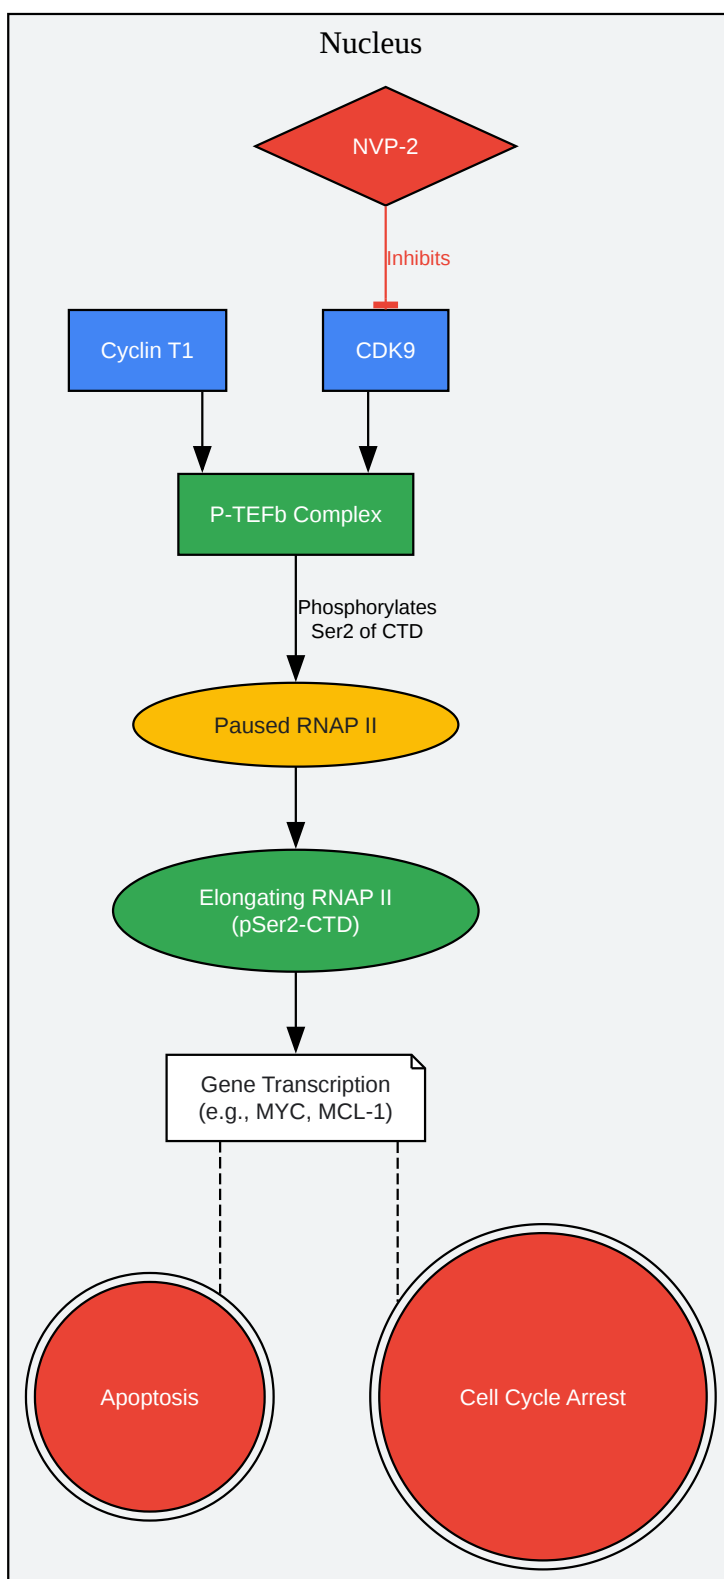 Nucleus
NVP-2
Inhibits
Cyclin T1
CDK9
P-TEFb Complex
Phosphorylates
Ser2 of CTD
Paused RNAP II
Elongating RNAP II
(pSer2-CTD)
Gene Transcription
(e.g., MYC, MCL-1)
Apoptosis
Cell Cycle Arrest